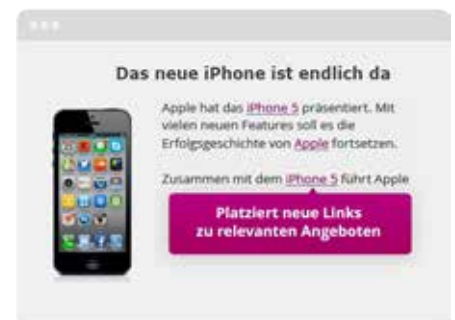 Das neue iPhone ist endlich da
Apple hat das iPhone 5 präsentiert. Mit
vielen neuen Features soll es die
Erfolgsgeschichte von Apple fortsetzen.
Zusammen mit dem iPhone 5 führt Apple
Platziert neue Links
zu relevanten Angeboten